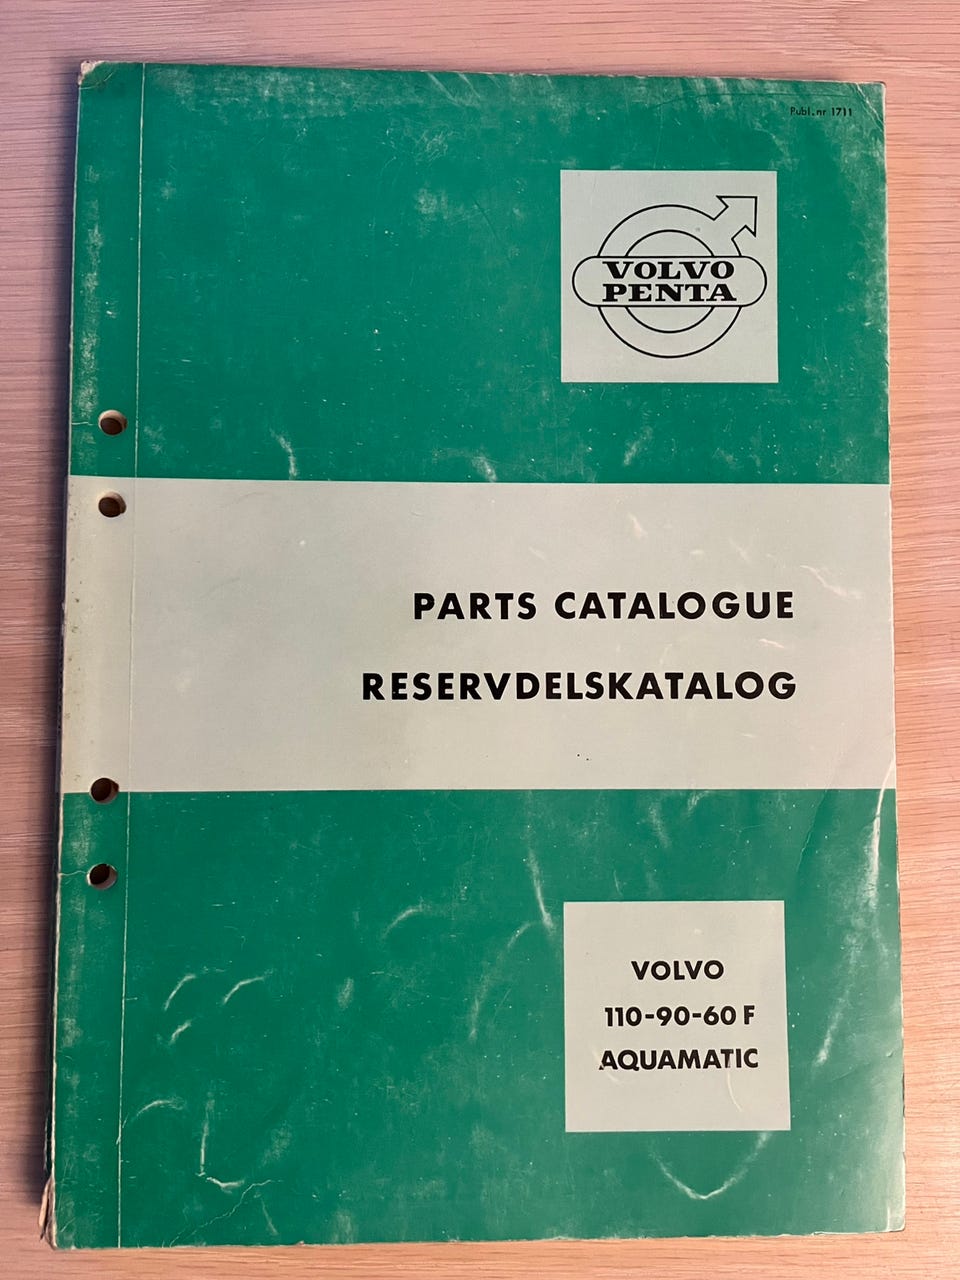 Publ. nr 1711
VOLVO
PENTA
PARTS CATALOGUE
RESERVDELSKATALOG
VOLVO
110-90-60 F
AQUAMATIC